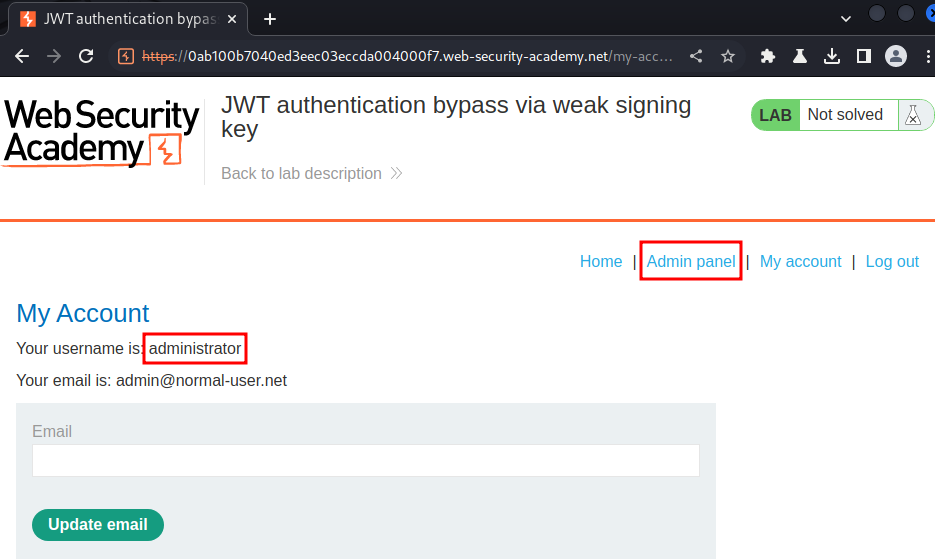 JWT authentication bypass
https://0ab100b7040ed3eec03eccda004000f7.web-security-academy.net/my-acc...
Web Security
Academy
JWT authentication bypass via weak signing
key
Back to lab description
LAB Not solved
Home | Admin panel | My account | Log out
My Account
Your username is: administrator
Your email is: admin@normal-user.net
Email
Update email